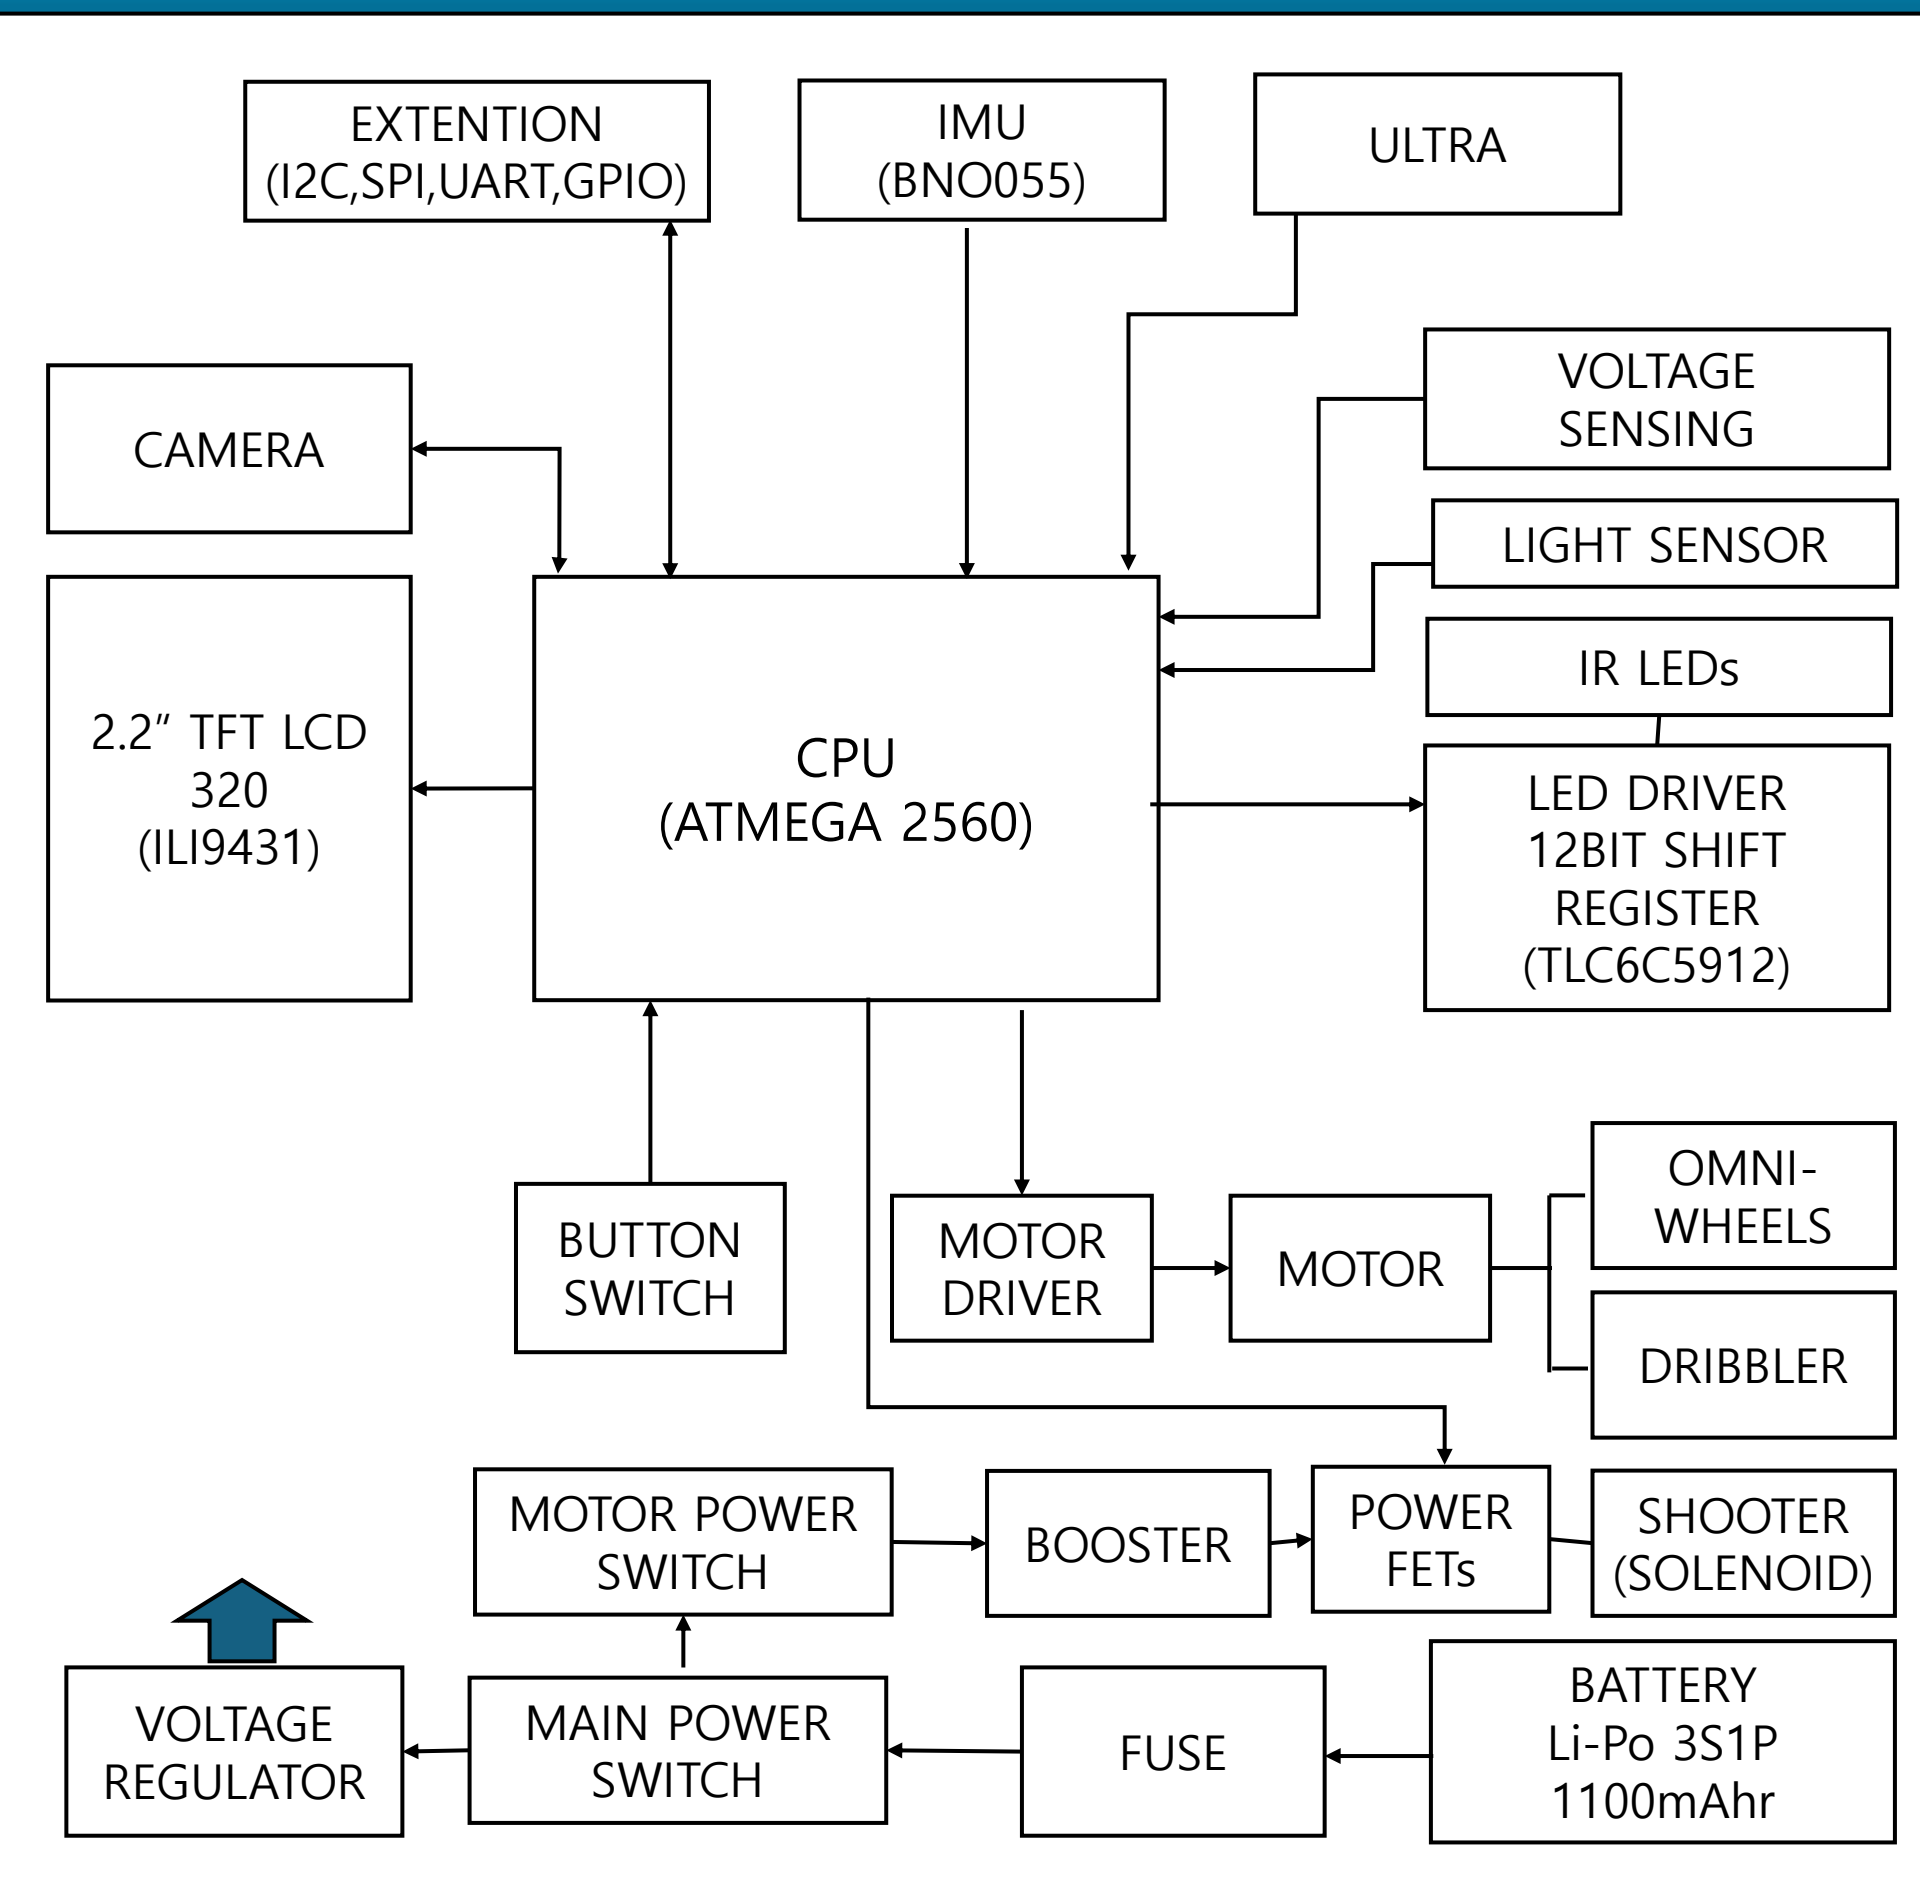 EXTENTION
(I2C,SPI,UART,GPIO)
IMU
(BNO055)
ULTRA
VOLTAGE
SENSING
CAMERA
LIGHT SENSOR
IR LEDs
2.2” TFT LCD
320
(ILI9431)
CPU
(ATMEGA 2560)
LED DRIVER
12BIT SHIFT
REGISTER
(TLC6C5912)
BUTTON
SWITCH
MOTOR
DRIVER
MOTOR
OMNI-
WHEELS
DRIBBLER
MOTOR POWER
SWITCH
BOOSTER
POWER
FETs
SHOOTER
(SOLENOID)
VOLTAGE
REGULATOR
MAIN POWER
SWITCH
FUSE
BATTERY
Li-Po 3S1P
1100mAhr